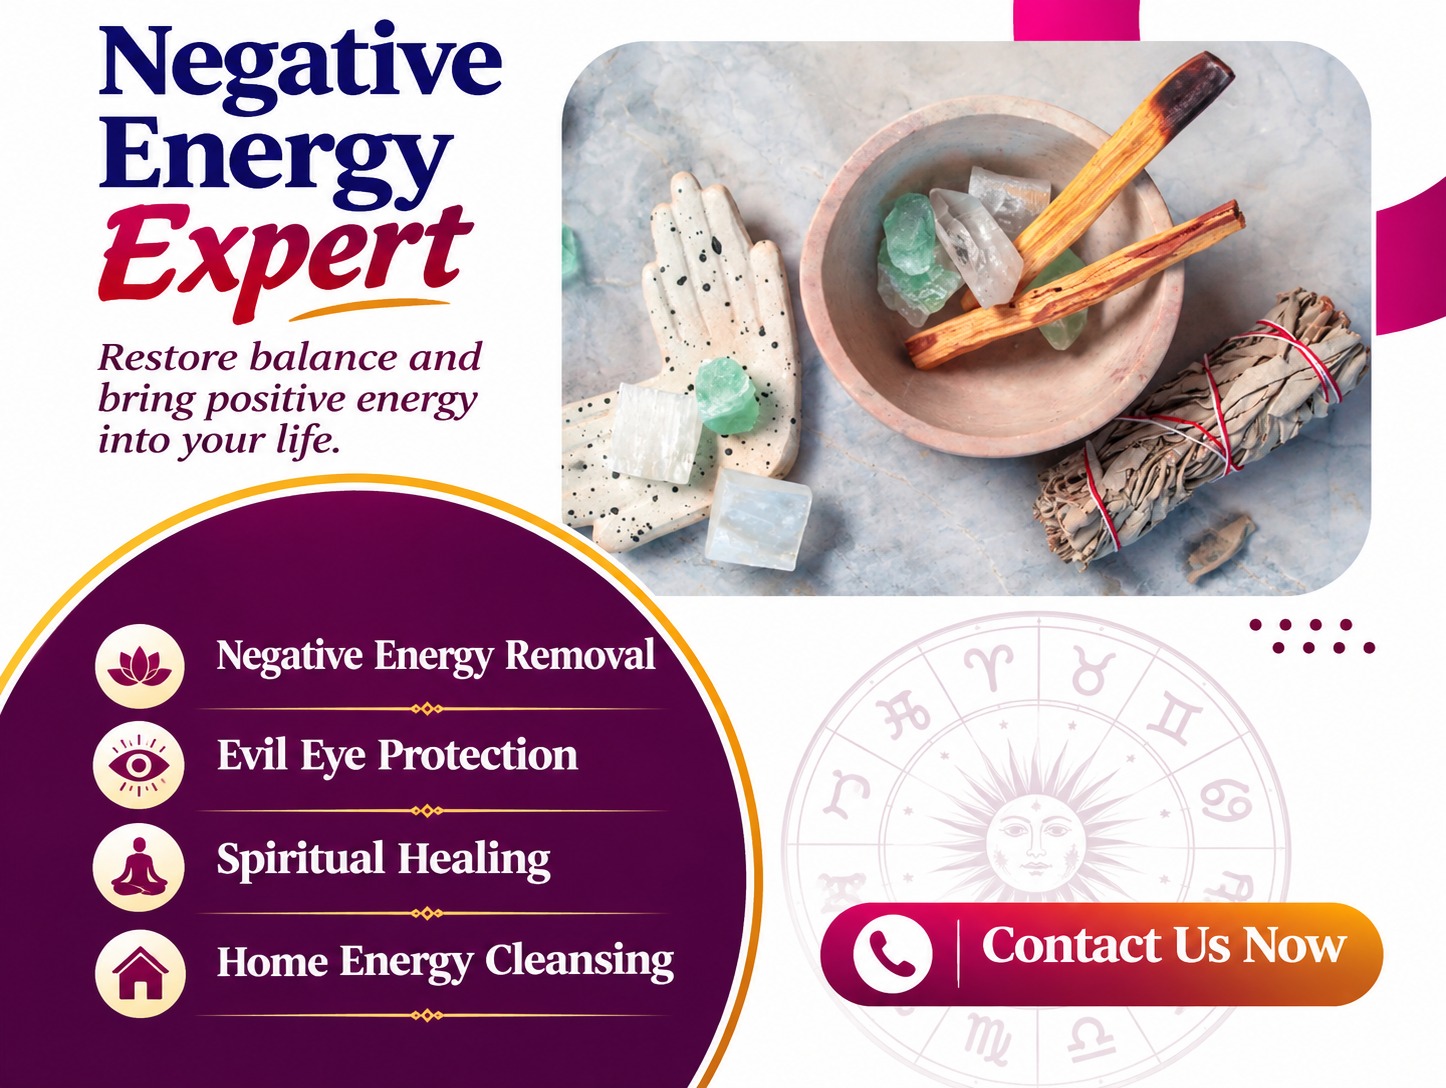 Negative
Energy
Expert
Restore balance and
bring positive energy
into your life.
Negative Energy Removal
Evil Eye Protection
Spiritual Healing
Home Energy Cleansing
Contact Us Now